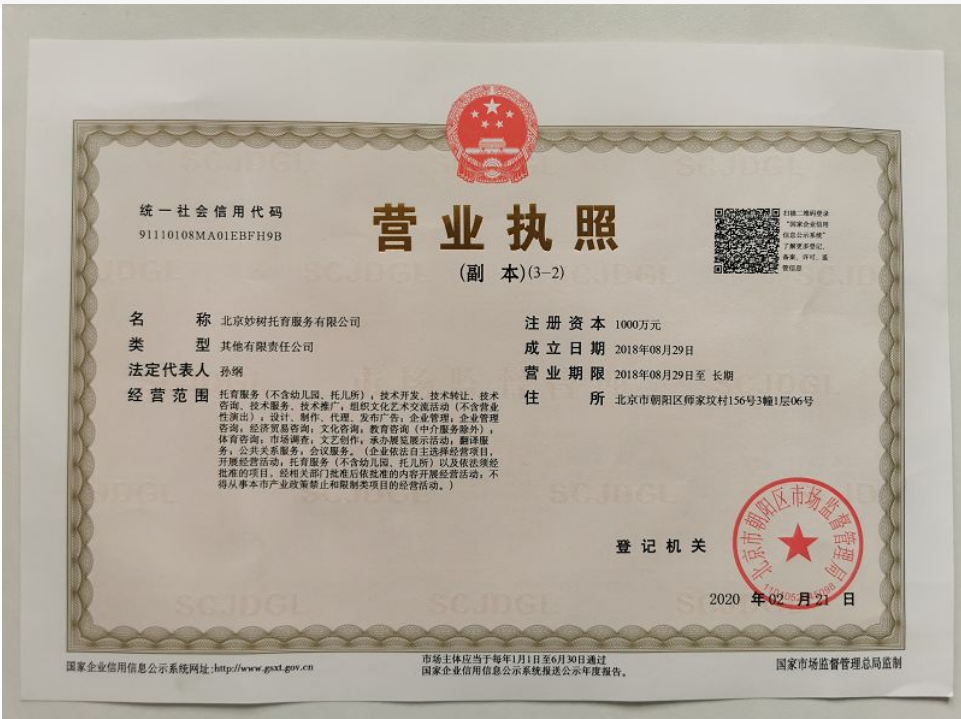 统一社会信用代码
91110108MA01EBFH9B
营业执照
(副 本)(3-2)
扫描二维码登录
“国家企业信用
信息公示系统”
了解更多登记、
备案、许可、监
管信息
名 称 北京妙树托育服务有限公司
类 型 其他有限责任公司
法定代表人 孙纲
经营范围 托育服务（不含幼儿园、托儿所）；技术开发、技术转让、技术
咨询、技术服务、技术推广；组织文化艺术交流活动（不含营业
性演出）；设计、制作、代理、发布广告；企业管理；企业管理
咨询；经济贸易咨询；文化咨询；教育咨询（中介服务除外）；
体育咨询；市场调查；文艺创作；承办展览展示活动；翻译服
务；公共关系服务；会议服务。（企业依法自主选择经营项目，
开展经营活动；托育服务（不含幼儿园、托儿所）以及依法须经
批准的项目，经相关部门批准后依批准的内容开展经营活动；不
得从事本市产业政策禁止和限制类项目的经营活动。）
注册资本 1000万元
成立日期 2018年08月29日
营业期限 2018年08月29日至 长期
住 所 北京市朝阳区师家坟村156号3幢1层06号
登记机关
北京市朝阳区市场监督管理局
2020 年 02 月 21 日
国家企业信用信息公示系统网址:http://www.gsxt.gov.cn
市场主体应当于每年1月1日至6月30日通过
国家企业信用信息公示系统报送公示年度报告。
国家市场监督管理总局监制